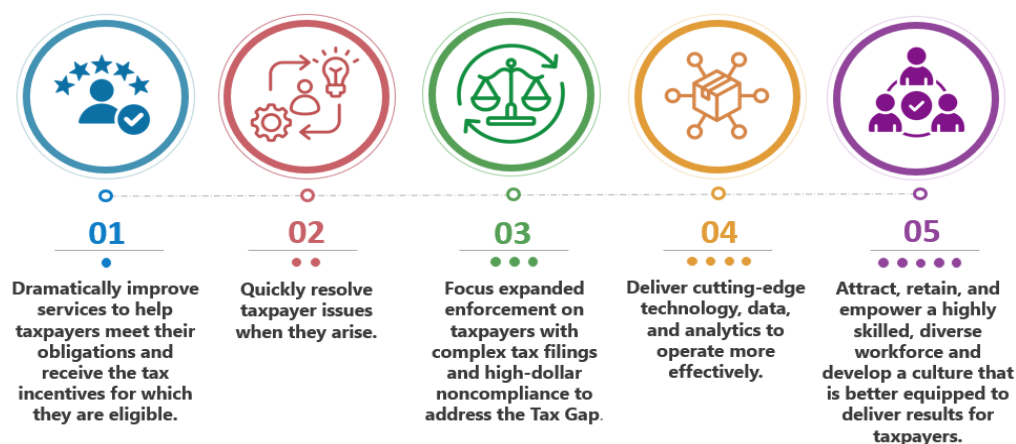 01
Dramatically improve
services to help
taxpayers meet their
obligations and
receive the tax
incentives for which
they are eligible.
02
Quickly resolve
taxpayer issues
when they arise.
03
Focus expanded
enforcement on
taxpayers with
complex tax filings
and high-dollar
noncompliance to
address the Tax Gap.
04
Deliver cutting-edge
technology, data,
and analytics to
operate more
effectively.
05
Attract, retain, and
empower a highly
skilled, diverse
workforce and
develop a culture that
is better equipped to
deliver results for
taxpayers.